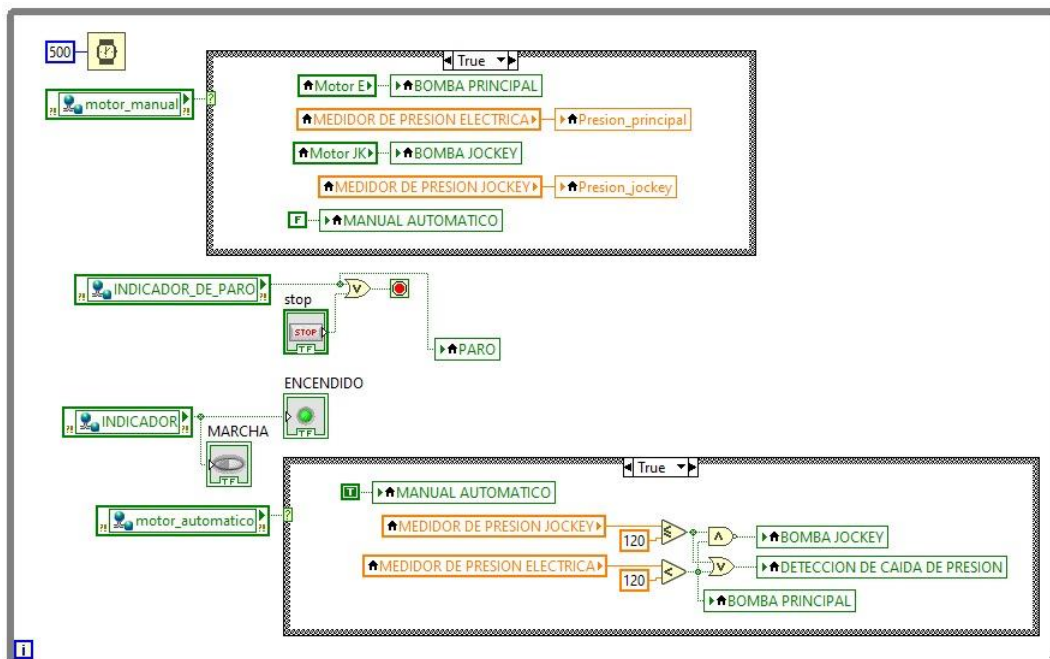 500
True
motor_manual
?
Motor E
BOMBA PRINCIPAL
MEDIDOR DE PRESION ELECTRICA
Presion_principal
Motor JK
BOMBA JOCKEY
MEDIDOR DE PRESION JOCKEY
Presion_jockey
F
MANUAL AUTOMATICO
INDICADOR_DE_PARO
V
stop
STOP
TF
PARO
ENCENDIDO
TF
INDICADOR
MARCHA
TF
True
T
MANUAL AUTOMATICO
motor_automatico
?
MEDIDOR DE PRESION JOCKEY
120
≤
Λ
BOMBA JOCKEY
MEDIDOR DE PRESION ELECTRICA
120
<
V
DETECCION DE CAIDA DE PRESION
BOMBA PRINCIPAL
i